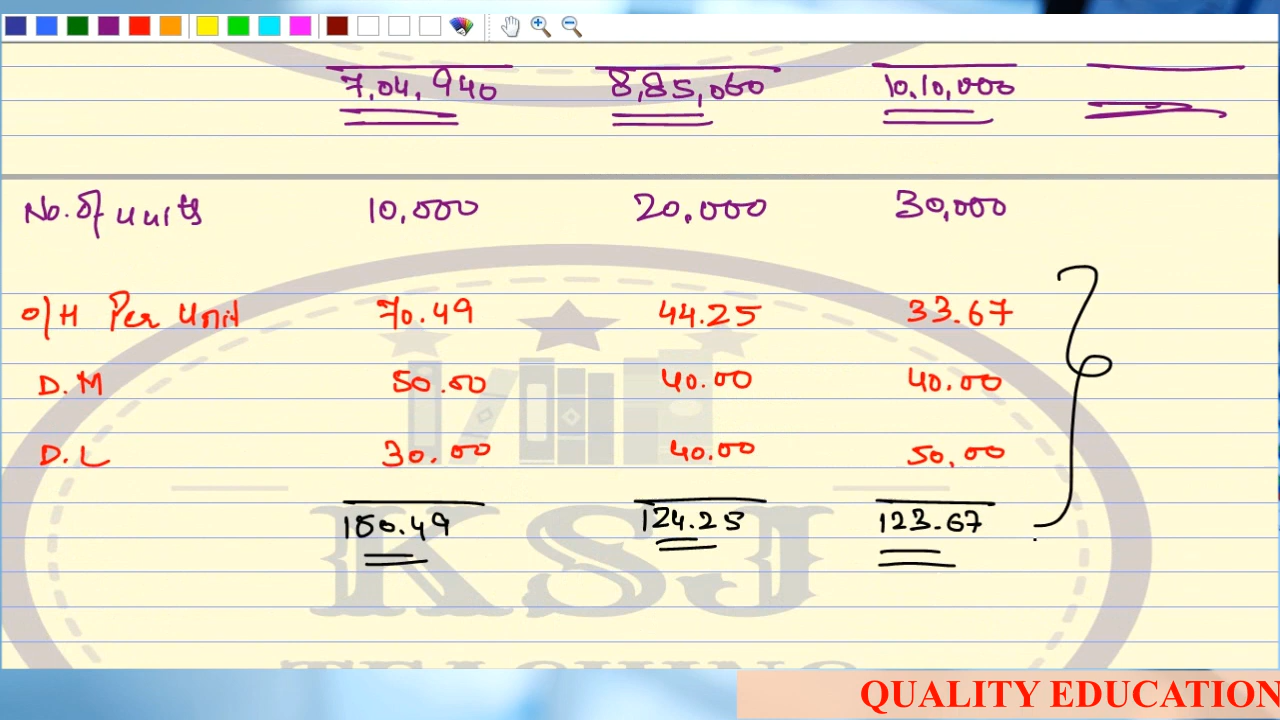 7,04,940 8,85,060 10,10,000
No. of units 10,000 20,000 30,000
O/H Per Unit 70.49 44.25 33.67
D.M 50.00 40.00 40.00
D.L 30.00 40.00 50.00
150.49 124.25 123.67
KSJ
TEACHING
QUALITY EDUCATION